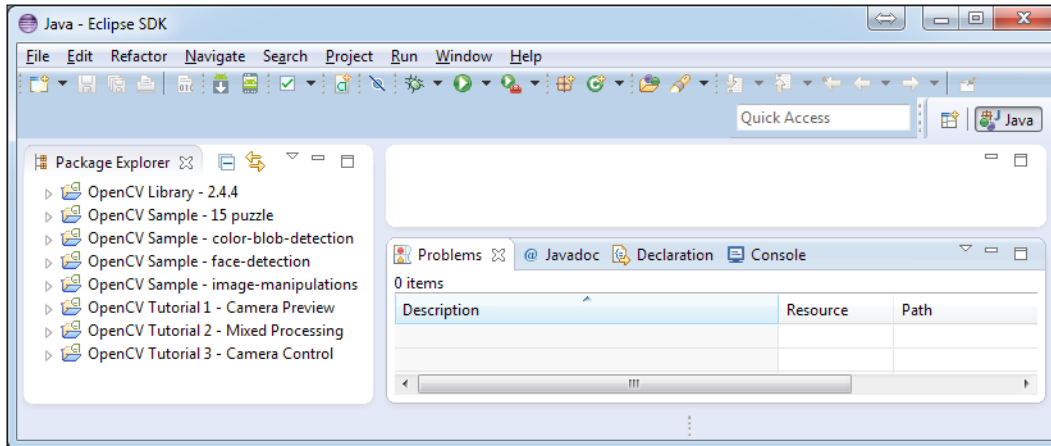 Java - Eclipse SDK
File Edit Refactor Navigate Search Project Run Window Help
Quick Access
Java
Package Explorer
OpenCV Library - 2.4.4
OpenCV Sample - 15 puzzle
OpenCV Sample - color-blob-detection
OpenCV Sample - face-detection
OpenCV Sample - image-manipulations
OpenCV Tutorial 1 - Camera Preview
OpenCV Tutorial 2 - Mixed Processing
OpenCV Tutorial 3 - Camera Control
Problems @ Javadoc Declaration Console
0 items
Description Resource Path